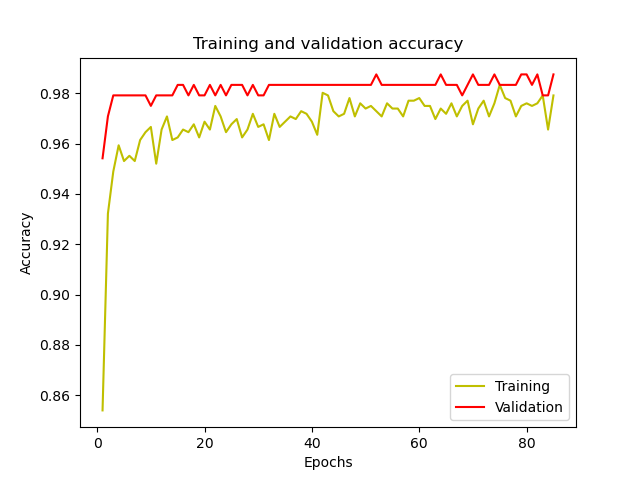 Training and validation accuracy
0.98
0.96
0.94
0.92
0.90
0.88
0.86
Accuracy
Training
Validation
0
20
40
60
80
Epochs